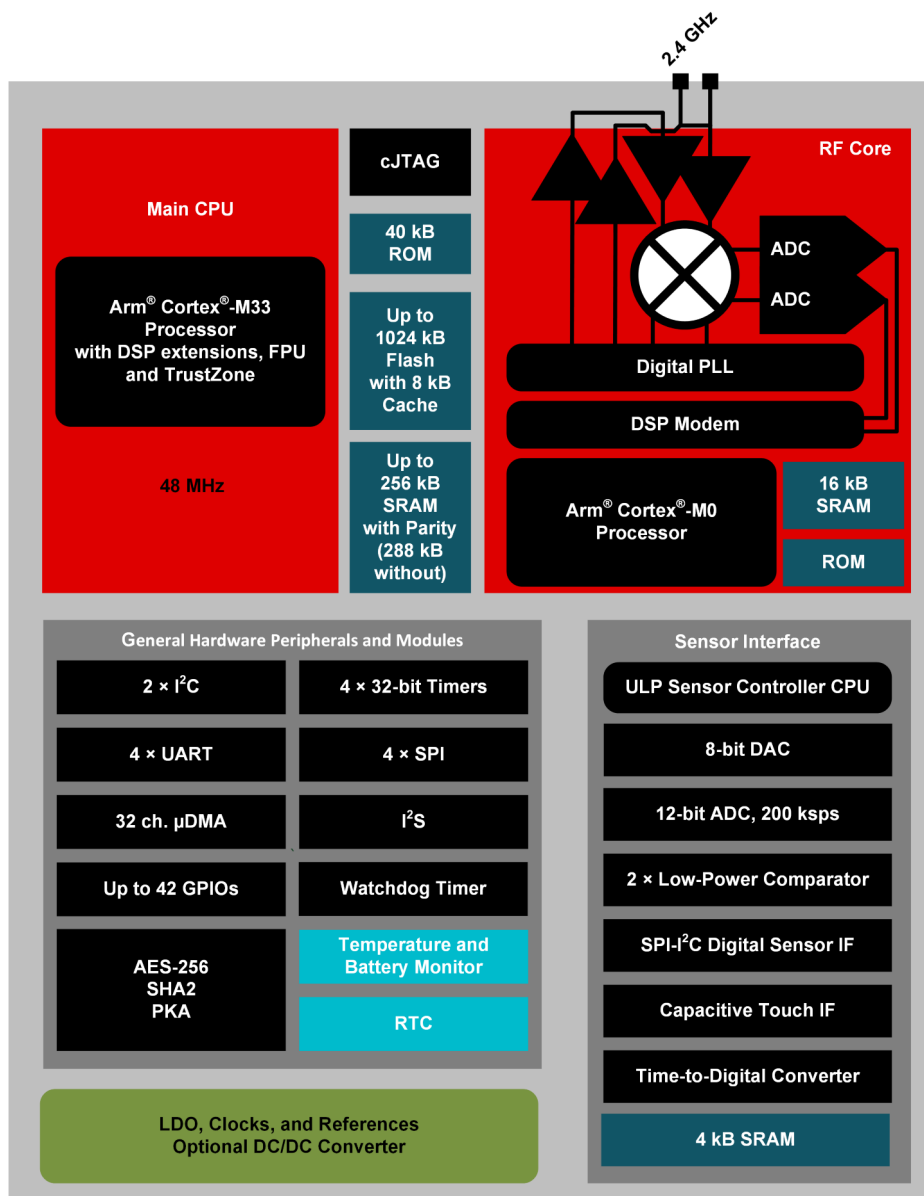 2.4 GHz
Main CPU
Arm® Cortex®-M33
Processor
with DSP extensions, FPU
and TrustZone
48 MHz
cJTAG
40 kB
ROM
Up to
1024 kB
Flash
with 8 kB
Cache
Up to
256 kB
SRAM
with Parity
(288 kB
without)
RF Core
ADC
ADC
Digital PLL
DSP Modem
Arm® Cortex®-M0
Processor
16 kB
SRAM
ROM
General Hardware Peripherals and Modules
2 × I²C
4 × 32-bit Timers
4 × UART
4 × SPI
32 ch. µDMA
I²S
Up to 42 GPIOs
Watchdog Timer
AES-256
SHA2
PKA
Temperature and
Battery Monitor
RTC
LDO, Clocks, and References
Optional DC/DC Converter
Sensor Interface
ULP Sensor Controller CPU
8-bit DAC
12-bit ADC, 200 ksps
2 × Low-Power Comparator
SPI-I²C Digital Sensor IF
Capacitive Touch IF
Time-to-Digital Converter
4 kB SRAM